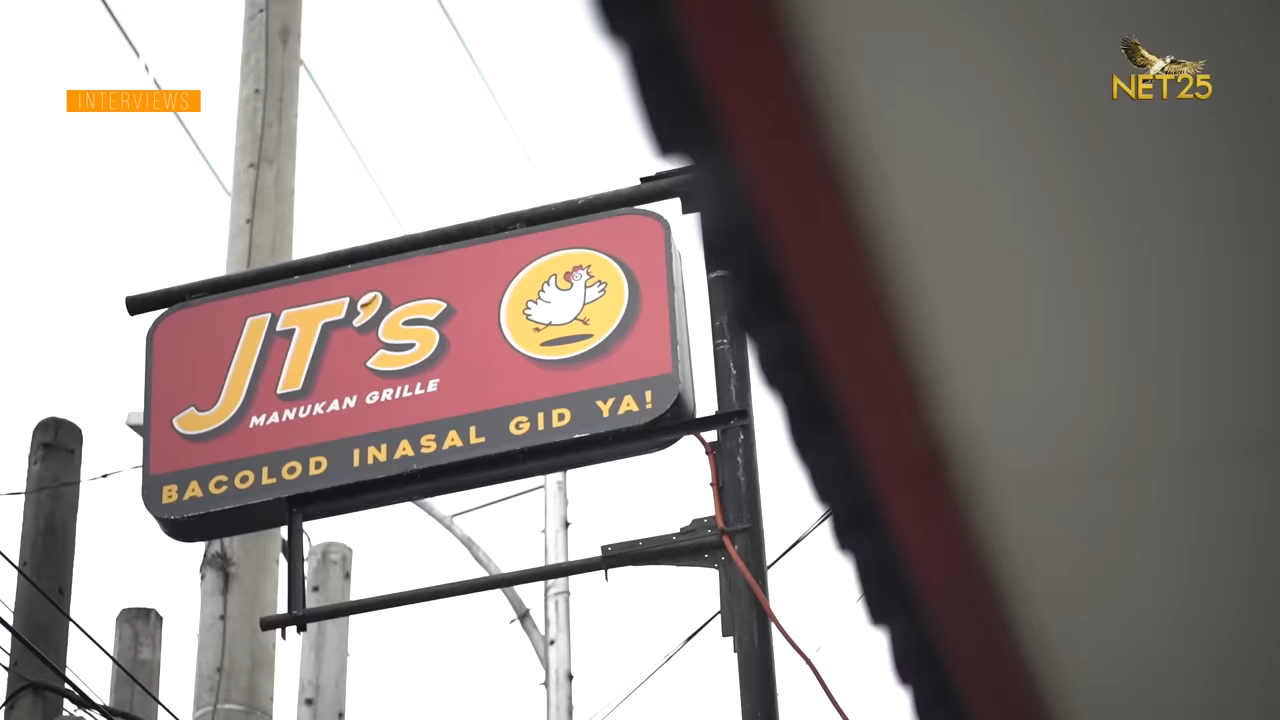 INTERVIEWS
NET25
JT's
MANUKAN GRILLE
BACOLOD INASAL GID YA!